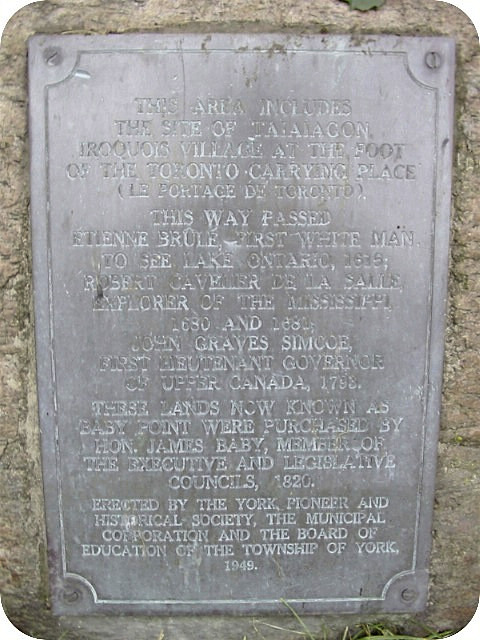 THIS AREA INCLUDES
THE SITE OF TAIAIAGON,
IROQUOIS VILLAGE AT THE FOOT
OF THE TORONTO CARRYING PLACE
(LE PORTAGE DE TORONTO).
THIS WAY PASSED
ETIENNE BRULE, FIRST WHITE MAN
TO SEE LAKE ONTARIO, 1615;
ROBERT CAVELIER DE LA SALLE,
EXPLORER OF THE MISSISSIPPI,
1680 AND 1681;
JOHN GRAVES SIMCOE,
FIRST LIEUTENANT GOVERNOR
OF UPPER CANADA, 1793.
THESE LANDS NOW KNOWN AS
BABY POINT WERE PURCHASED BY
HON. JAMES BABY, MEMBER OF
THE EXECUTIVE AND LEGISLATIVE
COUNCILS, 1820.
ERECTED BY THE YORK PIONEER AND
HISTORICAL SOCIETY, THE MUNICIPAL
CORPORATION AND THE BOARD OF
EDUCATION OF THE TOWNSHIP OF YORK,
1949.